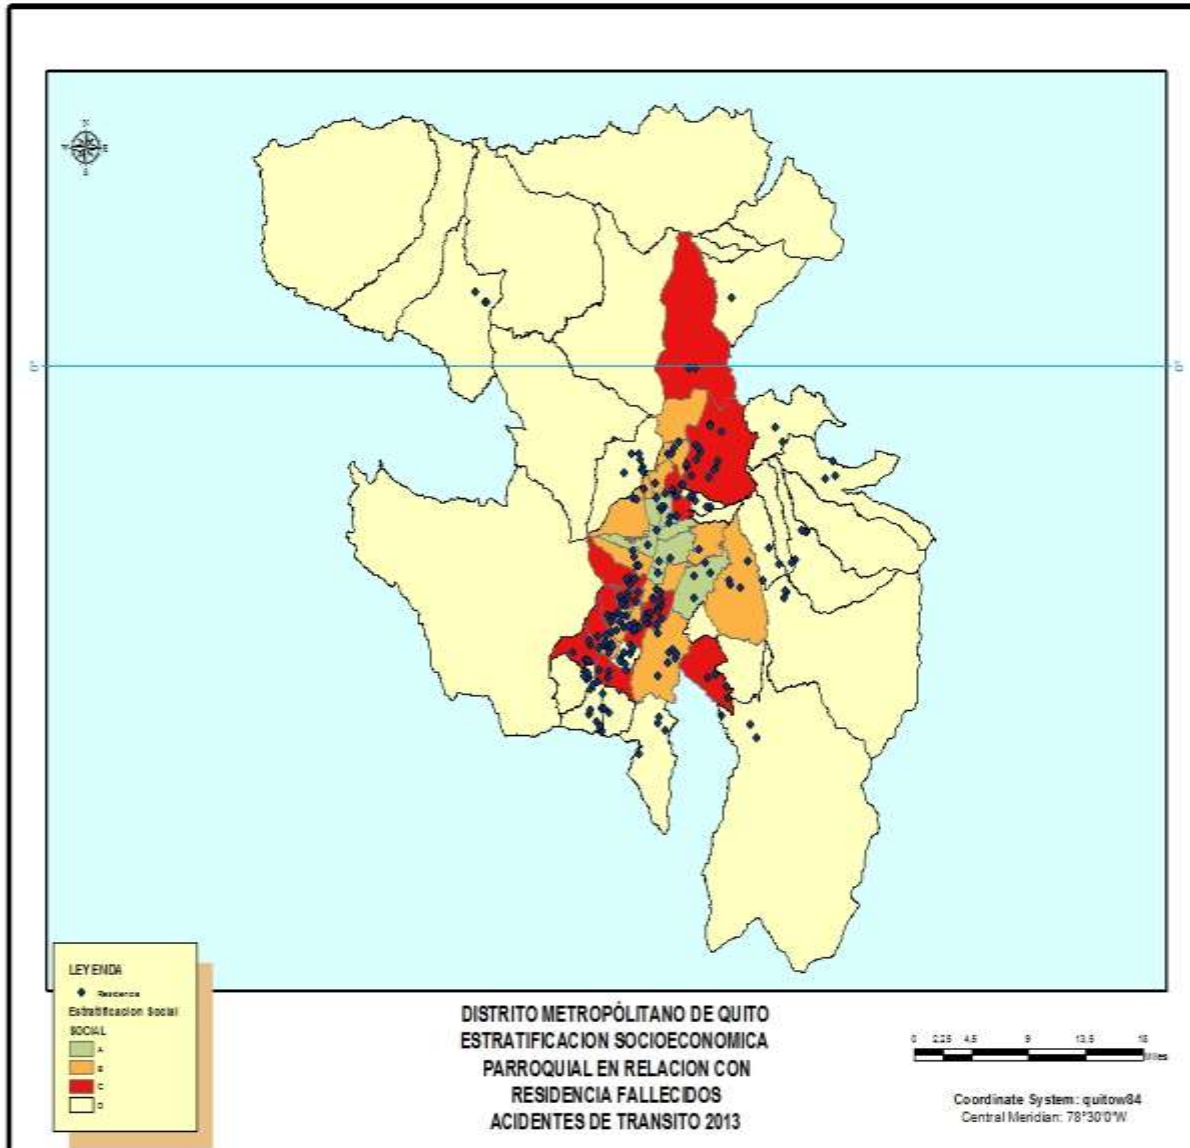 0°
0°
LEYENDA
Residencia
Estratificacion Social
SOCIAL
A
B
C
D
DISTRITO METROPÓLITANO DE QUITO
ESTRATIFICACION SOCIOECONOMICA
PARROQUIAL EN RELACION CON
RESIDENCIA FALLECIDOS
ACIDENTES DE TRANSITO 2013
0 2,25 4,5 9 13,5 18
Miles
Coordinate System: quitow84
Central Meridian: 78°30'0"W